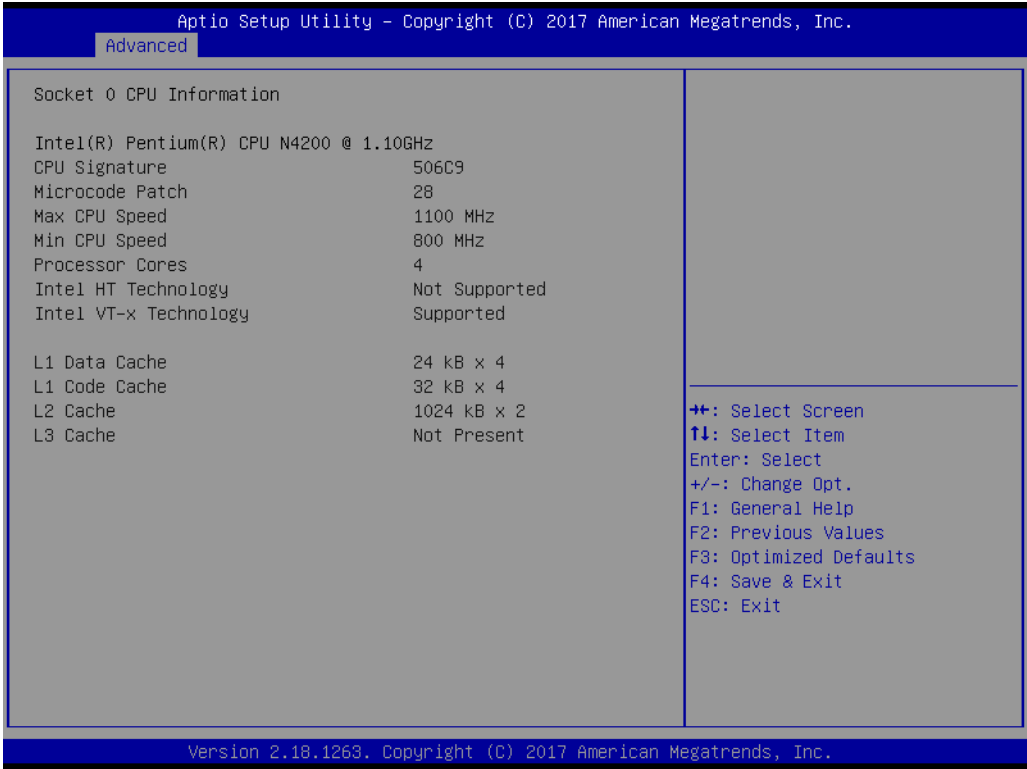 Aptio Setup Utility – Copyright (C) 2017 American Megatrends, Inc.
Advanced
Socket 0 CPU Information
Intel(R) Pentium(R) CPU N4200 @ 1.10GHz
CPU Signature 506C9
Microcode Patch 28
Max CPU Speed 1100 MHz
Min CPU Speed 800 MHz
Processor Cores 4
Intel HT Technology Not Supported
Intel VT-x Technology Supported
L1 Data Cache 24 kB x 4
L1 Code Cache 32 kB x 4
L2 Cache 1024 kB x 2
L3 Cache Not Present
→←: Select Screen
↑↓: Select Item
Enter: Select
+/-: Change Opt.
F1: General Help
F2: Previous Values
F3: Optimized Defaults
F4: Save & Exit
ESC: Exit
Version 2.18.1263. Copyright (C) 2017 American Megatrends, Inc.